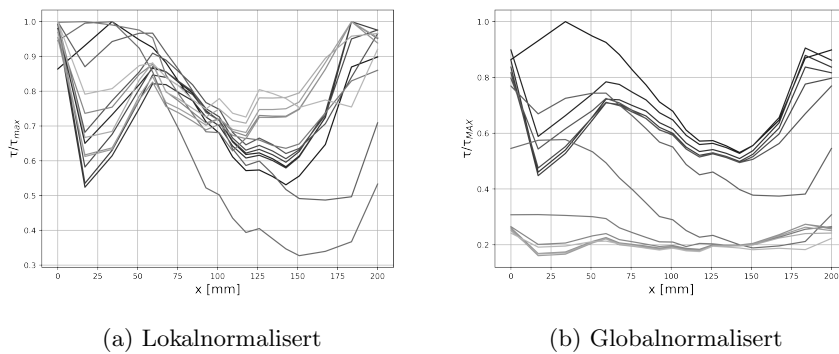 1.0
0.9
0.8
0.7
0.6
0.5
0.4
0.3
τ/τmax
0 25 50 75 100 125 150 175 200
x [mm]
1.0
0.8
0.6
0.4
0.2
τ/τMAX
0 25 50 75 100 125 150 175 200
x [mm]
(a) Lokalnormalisert
(b) Globalnormalisert